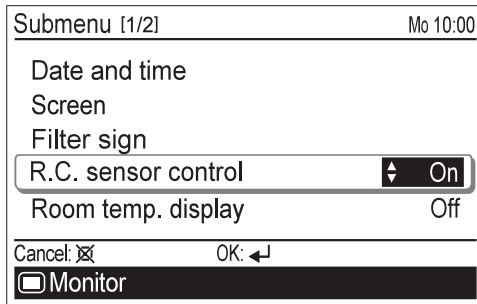 Submenu [1/2] Mo 10:00
Date and time
Screen
Filter sign
R.C. sensor control On
Room temp. display Off
Cancel: OK:
Monitor